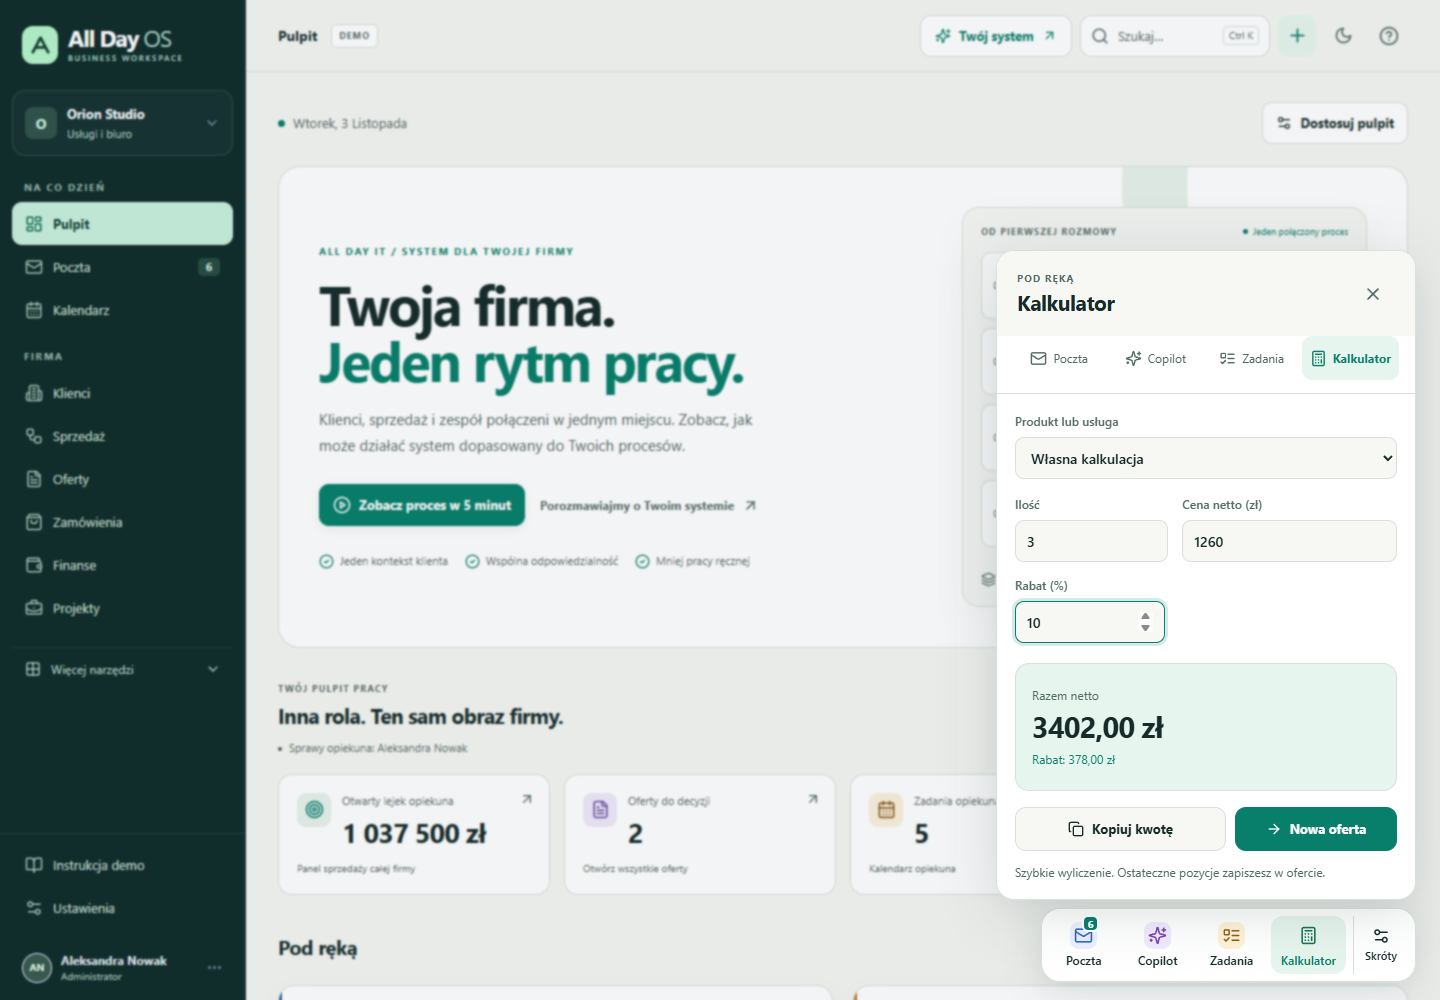 All Day OS
BUSINESS WORKSPACE
O
Orion Studio
Usługi i biuro
NA CO DZIEŃ
Pulpit
Poczta
6
Kalendarz
FIRMA
Klienci
Sprzedaż
Oferty
Zamówienia
Finanse
Projekty
Więcej narzędzi
Instrukcja demo
Ustawienia
AN
Aleksandra Nowak
Administrator
Pulpit
DEMO
Twój system
Szukaj...
Ctrl K
Wtorek, 3 Listopada
Dostosuj pulpit
ALL DAY IT / SYSTEM DLA TWOJEJ FIRMY
Twoja firma.
Jeden rytm pracy.
Klienci, sprzedaż i zespół połączeni w jednym miejscu. Zobacz, jak
może działać system dopasowany do Twoich procesów.
Zobacz proces w 5 minut
Porozmawiajmy o Twoim systemie
Jeden kontekst klienta
Wspólna odpowiedzialność
Mniej pracy ręcznej
OD PIERWSZEJ ROZMOWY
Jeden połączony proces
TWÓJ PULPIT PRACY
Inna rola. Ten sam obraz firmy.
• Sprawy opiekuna: Aleksandra Nowak
Otwarty lejek opiekuna
1 037 500 zł
Panel sprzedaży całej firmy
Oferty do decyzji
2
Otwórz wszystkie oferty
Zadania opiekuna
5
Kalendarz opiekuna
Pod ręką
POD RĘKĄ
Kalkulator
Poczta
Copilot
Zadania
Kalkulator
Produkt lub usługa
Własna kalkulacja
Ilość
Cena netto (zł)
3
1260
Rabat (%)
10
Razem netto
3402,00 zł
Rabat: 378,00 zł
Kopiuj kwotę
Nowa oferta
Szybkie wyliczenie. Ostateczne pozycje zapiszesz w ofercie.
6
Poczta
Copilot
Zadania
Kalkulator
Skróty